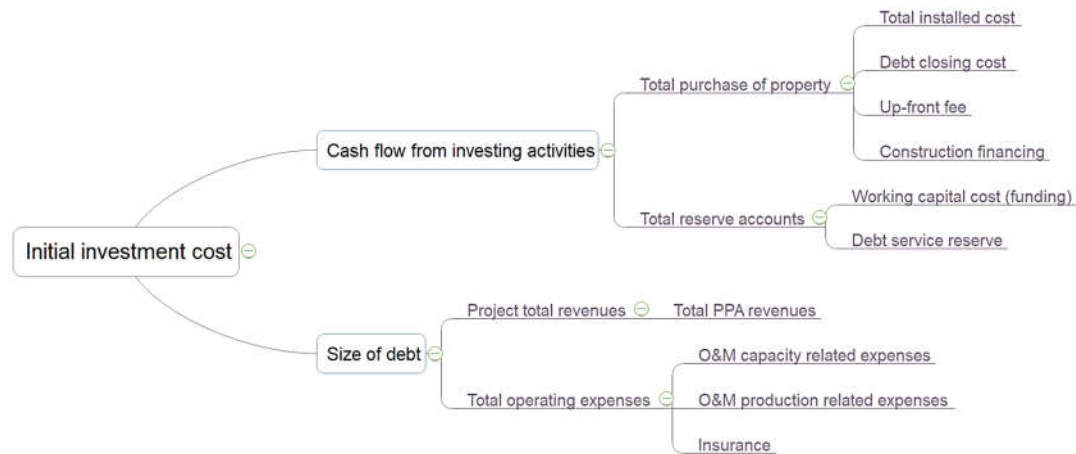 Total installed cost
Debt closing cost
Total purchase of property
Up-front fee
Cash flow from investing activities
Construction financing
Working capital cost (funding)
Total reserve accounts
Debt service reserve
Initial investment cost
Project total revenues
Total PPA revenues
Size of debt
O&M capacity related expenses
Total operating expenses
O&M production related expenses
Insurance